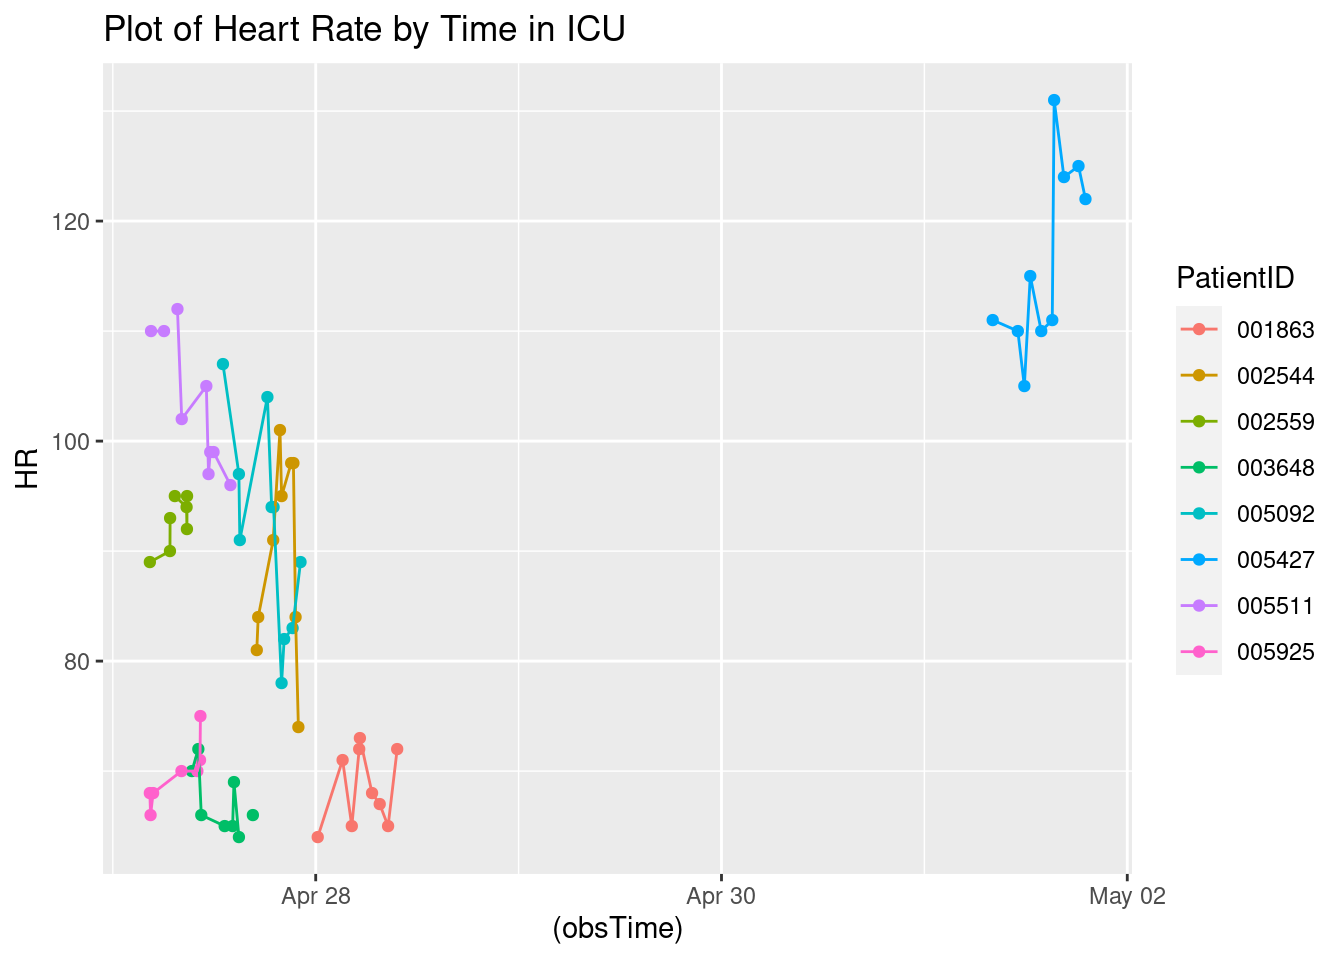 Plot of Heart Rate by Time in ICU
HR
120
100
80
Apr 28
Apr 30
May 02
(obsTime)
PatientID
001863
002544
002559
003648
005092
005427
005511
005925